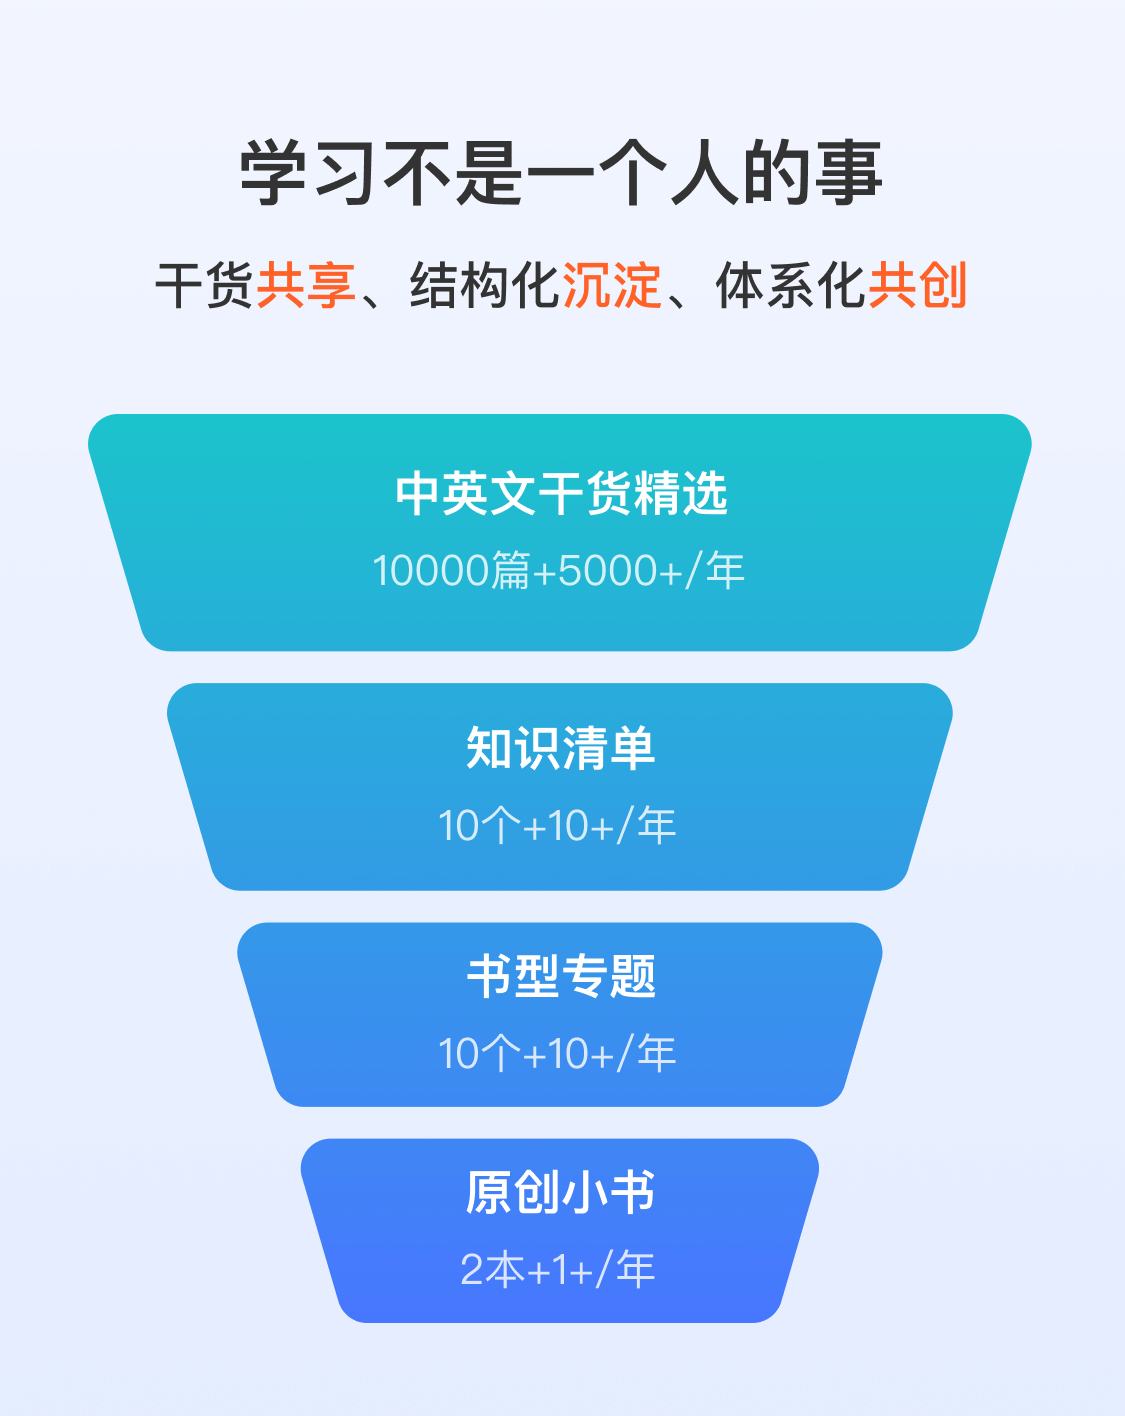 学习不是一个人的事
干货共享、结构化沉淀、体系化共创
中英文干货精选
10000篇+5000+/年
知识清单
10个+10+/年
书型专题
10个+10+/年
原创小书
2本+1+/年